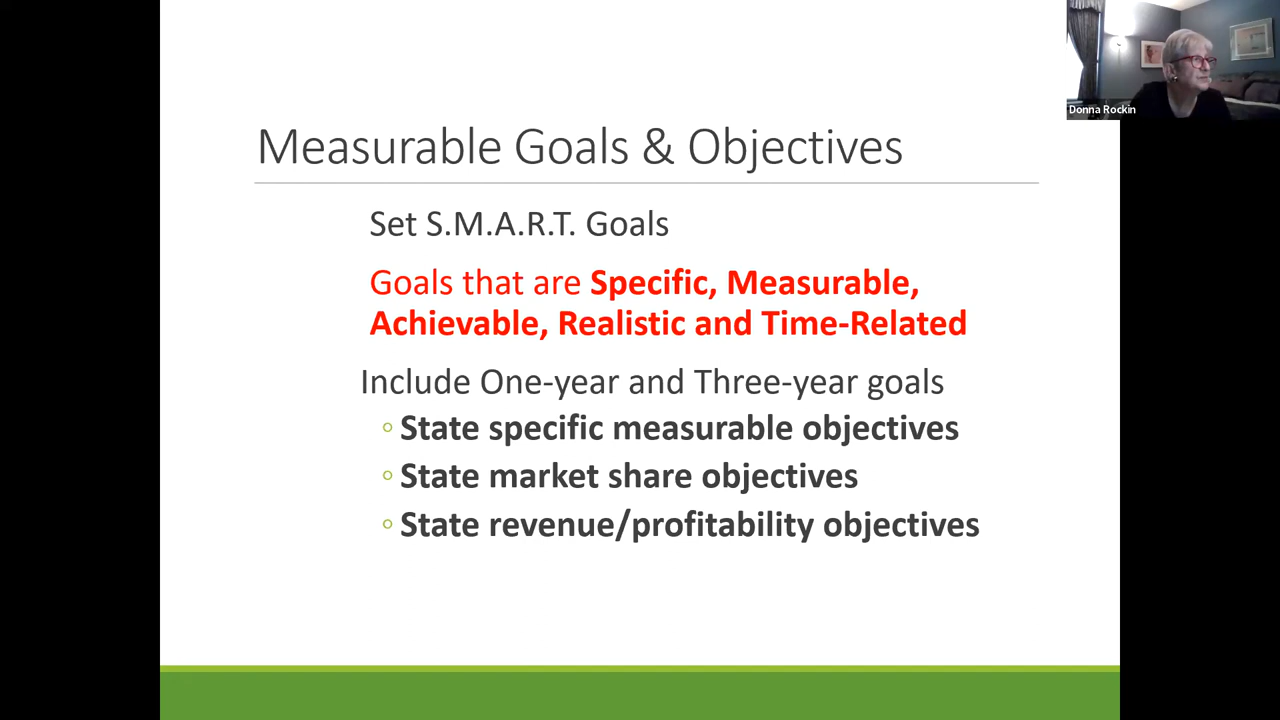 Donna Rockin
Measurable Goals & Objectives
Set S.M.A.R.T. Goals
Goals that are Specific, Measurable,
Achievable, Realistic and Time-Related
Include One-year and Three-year goals
◦ State specific measurable objectives
◦ State market share objectives
◦ State revenue/profitability objectives